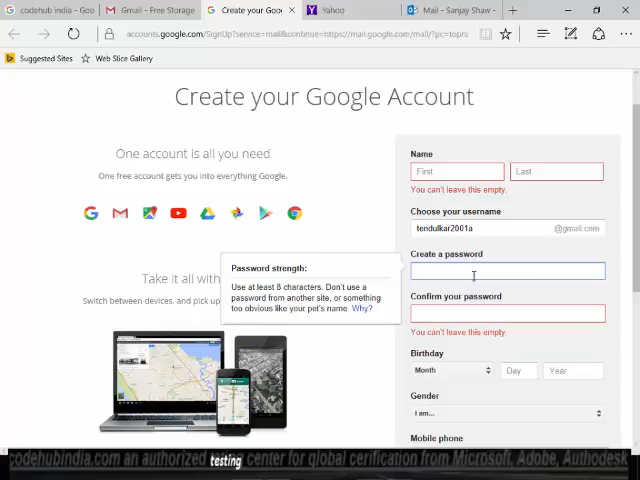 codehub india - Goo
Gmail - Free Storage
Create your Goo
Yahoo
Mail - Sanjay Shaw -
accounts.google.com/SignUp?service=mail&continue=https://mail.google.com/mail/?pc=topna
Suggested Sites
Web Slice Gallery
Create your Google Account
One account is all you need
One free account gets you into everything Google.
Take it all with
Switch between devices, and pick up
Password strength:
Use at least 8 characters. Don't use a
password from another site, or something
too obvious like your pet's name Why?
Name
First
Last
You can't leave this empty.
Choose your username
tendulkar2001a
@gmail.com
Create a password
Confirm your password
You can't leave this empty.
Birthday
Month
Day
Year
Gender
I am...
Mobile phone
codehubindia.com an authorized testing center for global cerification from Microsoft, Adobe, Autodesk